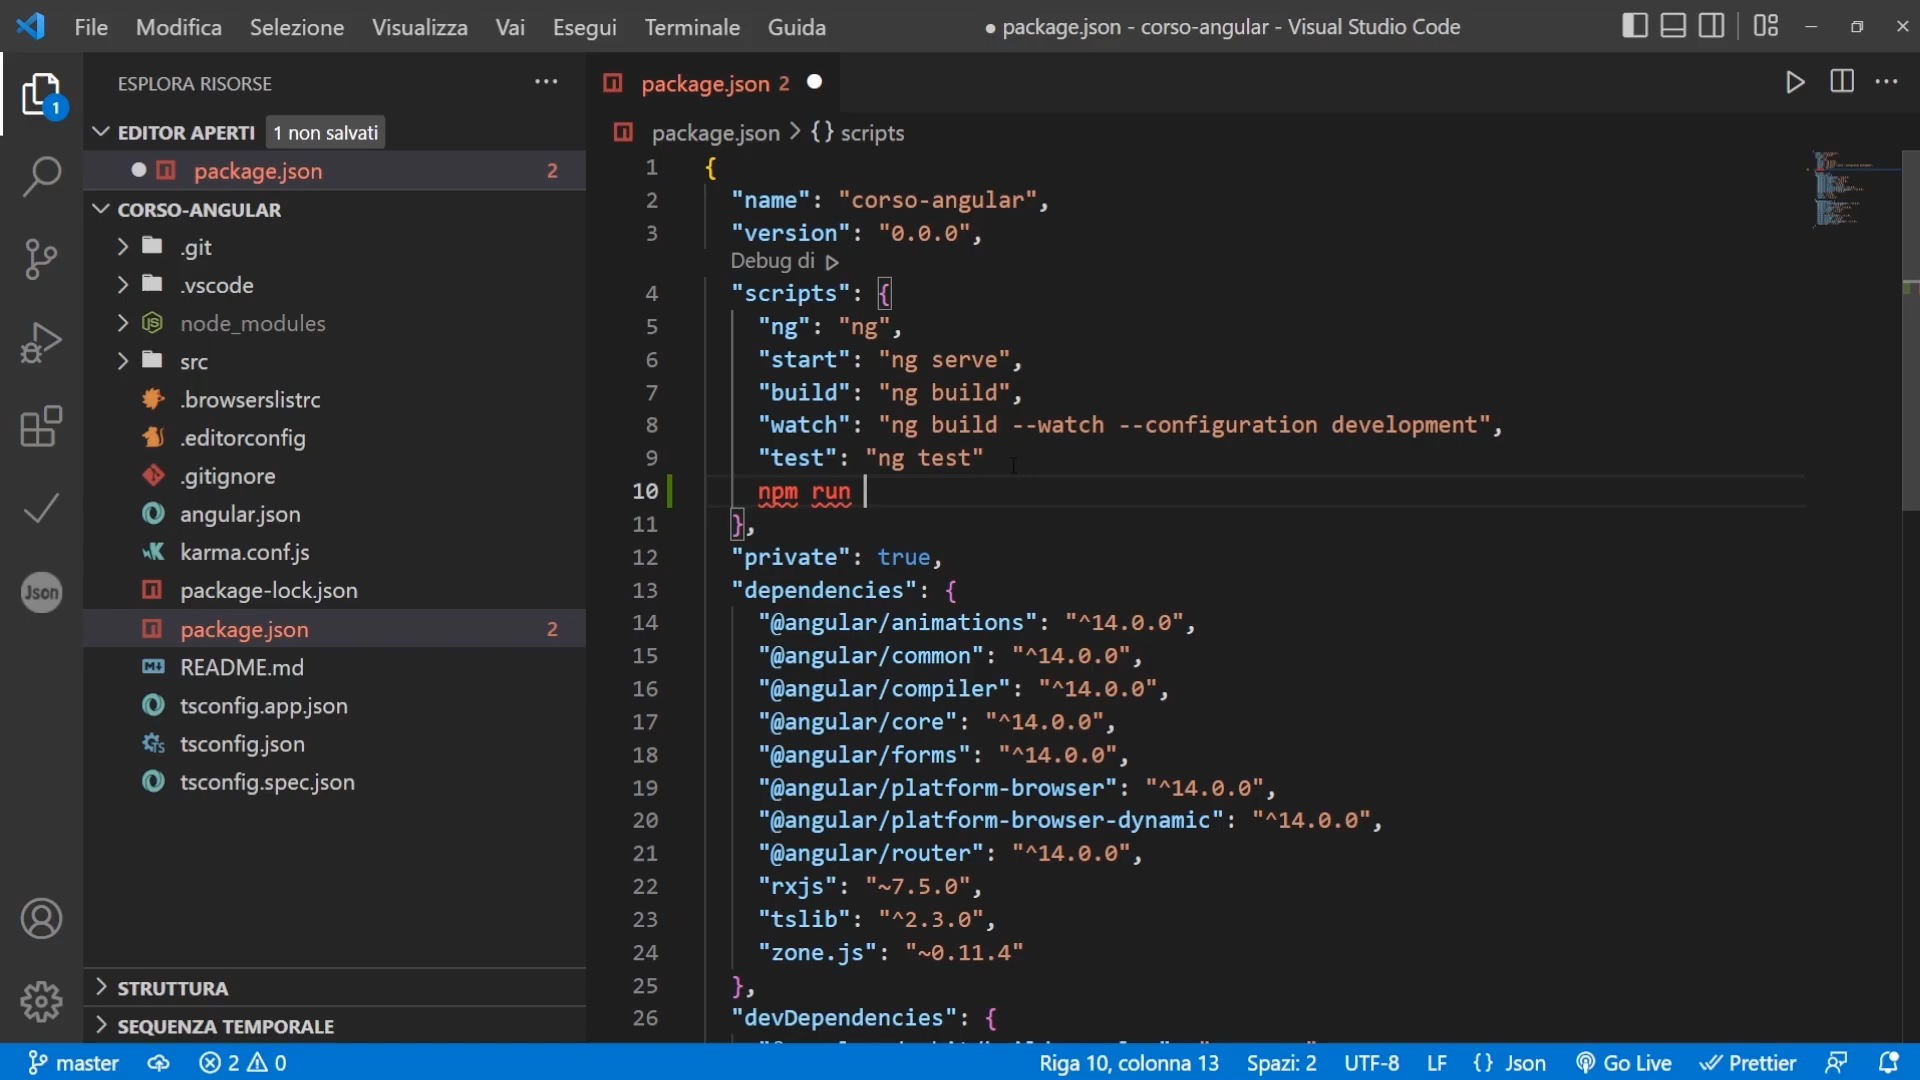 File Modifica Selezione Visualizza Vai Esegui Terminale Guida ● package.json - corso-angular - Visual Studio Code
ESPLORA RISORSE ···
EDITOR APERTI 1 non salvati
package.json 2
CORSO-ANGULAR
.git
.vscode
node_modules
src
.browserslistrc
.editorconfig
.gitignore
angular.json
karma.conf.js
package-lock.json
package.json 2
README.md
tsconfig.app.json
tsconfig.json
tsconfig.spec.json
STRUTTURA
SEQUENZA TEMPORALE
1
Json
package.json 2
package.json > {} scripts
1 {
2 "name": "corso-angular",
3 "version": "0.0.0",
Debug di
4 "scripts": {
5 "ng": "ng",
6 "start": "ng serve",
7 "build": "ng build",
8 "watch": "ng build --watch --configuration development",
9 "test": "ng test"
10 npm run
11 },
12 "private": true,
13 "dependencies": {
14 "@angular/animations": "^14.0.0",
15 "@angular/common": "^14.0.0",
16 "@angular/compiler": "^14.0.0",
17 "@angular/core": "^14.0.0",
18 "@angular/forms": "^14.0.0",
19 "@angular/platform-browser": "^14.0.0",
20 "@angular/platform-browser-dynamic": "^14.0.0",
21 "@angular/router": "^14.0.0",
22 "rxjs": "~7.5.0",
23 "tslib": "^2.3.0",
24 "zone.js": "~0.11.4"
25 },
26 "devDependencies": {
master 2 0 Riga 10, colonna 13 Spazi: 2 UTF-8 LF {} Json Go Live Prettier